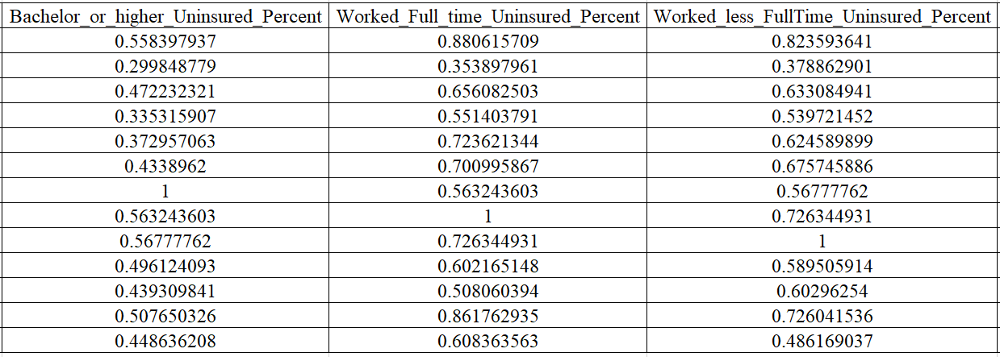 Bachelor_or_higher_Uninsured_Percent Worked_Full_time_Uninsured_Percent Worked_less_FullTime_Uninsured_Percent
0.558397937 0.880615709 0.823593641
0.299848779 0.353897961 0.378862901
0.472232321 0.656082503 0.633084941
0.335315907 0.551403791 0.539721452
0.372957063 0.723621344 0.624589899
0.4338962 0.700995867 0.675745886
1 0.563243603 0.56777762
0.563243603 1 0.726344931
0.56777762 0.726344931 1
0.496124093 0.602165148 0.589505914
0.439309841 0.508060394 0.60296254
0.507650326 0.861762935 0.726041536
0.448636208 0.608363563 0.486169037